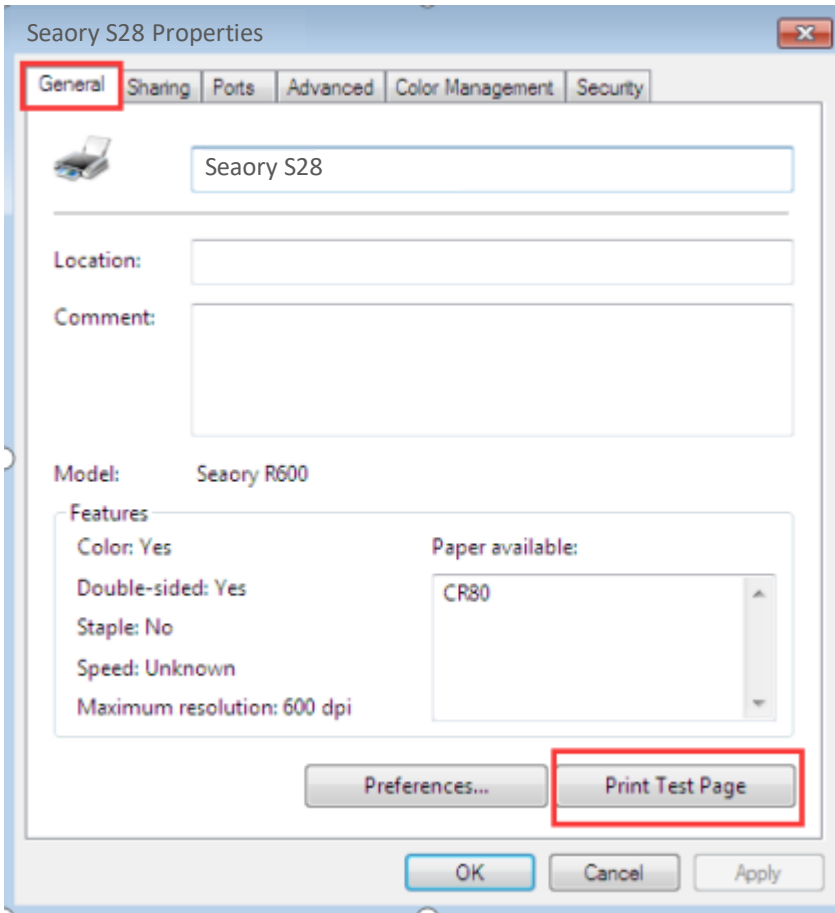 Seaory S28 Properties
General Sharing Ports Advanced Color Management Security
Seaory S28
Location:
Comment:
Model: Seaory R600
Features
Color: Yes
Paper available:
Double-sided: Yes
CR80
Staple: No
Speed: Unknown
Maximum resolution: 600 dpi
Preferences... Print Test Page
OK Cancel Apply